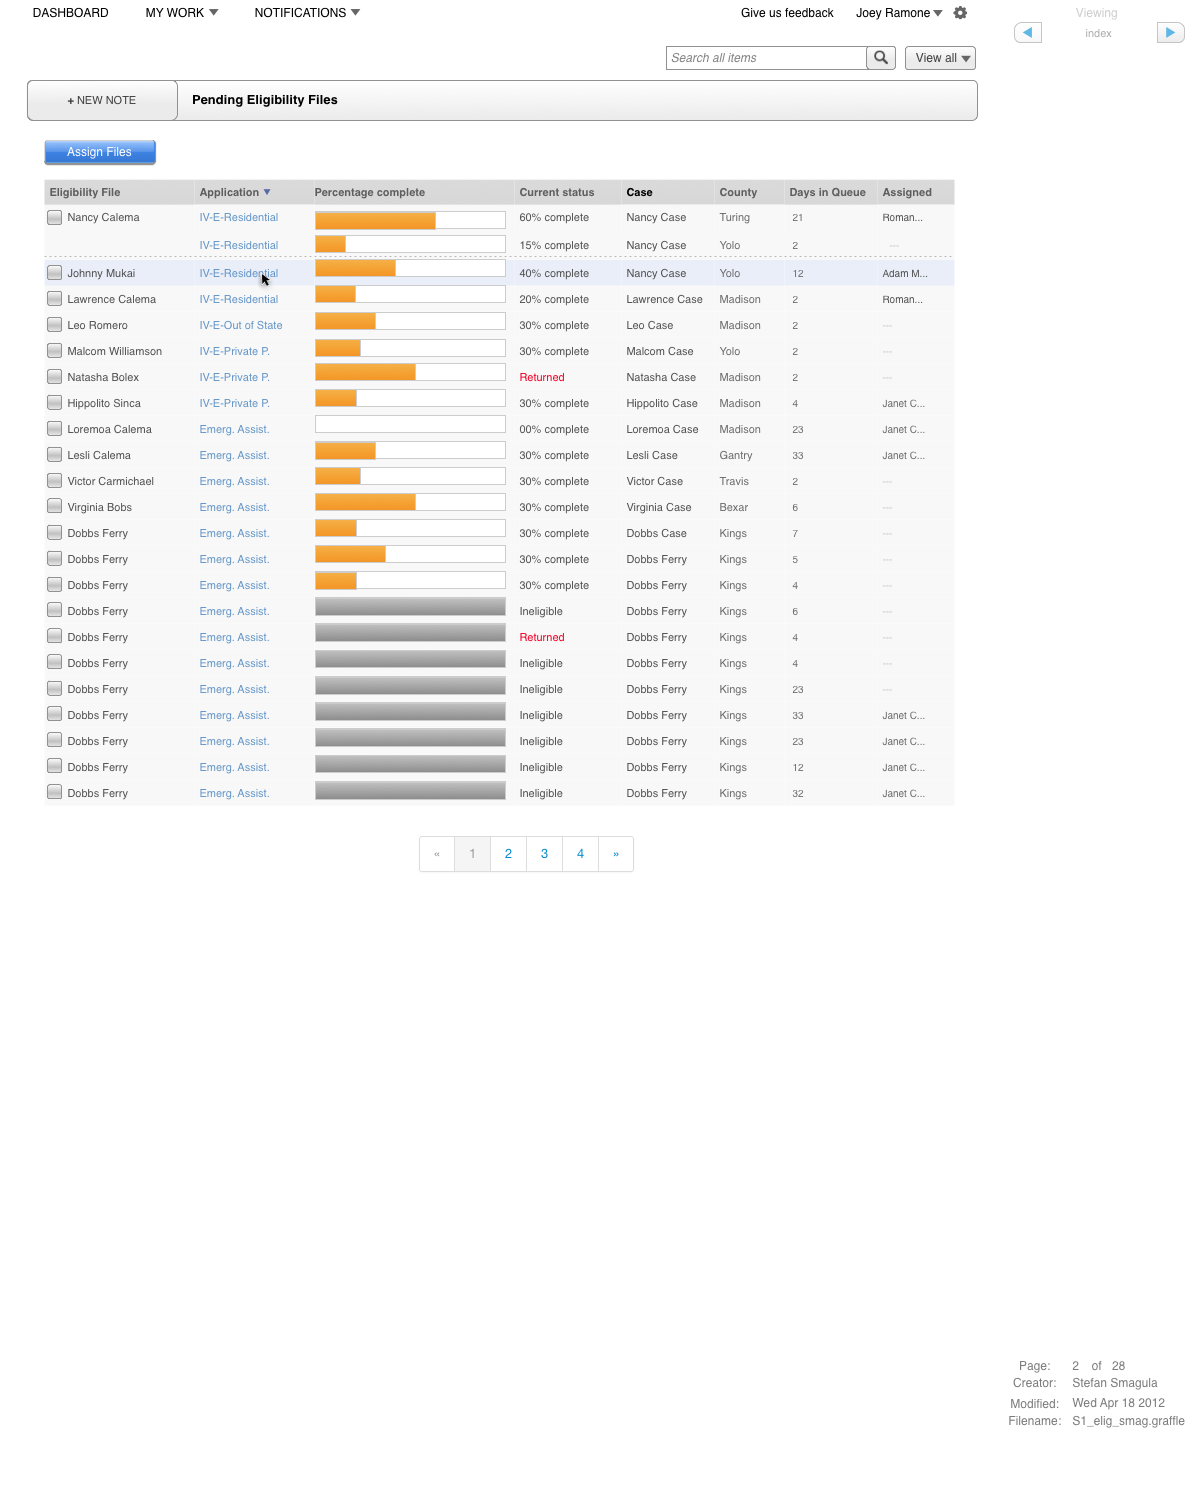 DASHBOARD MY WORK NOTIFICATIONS Give us feedback Joey Ramone Viewing
index
Search all items View all
+ NEW NOTE Pending Eligibility Files
Assign Files
Eligibility File Application Percentage complete Current status Case County Days in Queue Assigned
Nancy Calema IV-E-Residential 60% complete Nancy Case Turing 21 Roman...
IV-E-Residential 15% complete Nancy Case Yolo 2 ---
Johnny Mukai IV-E-Residential 40% complete Nancy Case Yolo 12 Adam M...
Lawrence Calema IV-E-Residential 20% complete Lawrence Case Madison 2 Roman...
Leo Romero IV-E-Out of State 30% complete Leo Case Madison 2 ---
Malcom Williamson IV-E-Private P. 30% complete Malcom Case Yolo 2 ---
Natasha Bolex IV-E-Private P. Returned Natasha Case Madison 2 ---
Hippolito Sinca IV-E-Private P. 30% complete Hippolito Case Madison 4 Janet C...
Loremoa Calema Emerg. Assist. 00% complete Loremoa Case Madison 23 Janet C...
Lesli Calema Emerg. Assist. 30% complete Lesli Case Gantry 33 Janet C...
Victor Carmichael Emerg. Assist. 30% complete Victor Case Travis 2 ---
Virginia Bobs Emerg. Assist. 30% complete Virginia Case Bexar 6 ---
Dobbs Ferry Emerg. Assist. 30% complete Dobbs Case Kings 7 ---
Dobbs Ferry Emerg. Assist. 30% complete Dobbs Ferry Kings 5 ---
Dobbs Ferry Emerg. Assist. 30% complete Dobbs Ferry Kings 4 ---
Dobbs Ferry Emerg. Assist. Ineligible Dobbs Ferry Kings 6 ---
Dobbs Ferry Emerg. Assist. Returned Dobbs Ferry Kings 4 ---
Dobbs Ferry Emerg. Assist. Ineligible Dobbs Ferry Kings 4 ---
Dobbs Ferry Emerg. Assist. Ineligible Dobbs Ferry Kings 23 ---
Dobbs Ferry Emerg. Assist. Ineligible Dobbs Ferry Kings 33 Janet C...
Dobbs Ferry Emerg. Assist. Ineligible Dobbs Ferry Kings 23 Janet C...
Dobbs Ferry Emerg. Assist. Ineligible Dobbs Ferry Kings 12 Janet C...
Dobbs Ferry Emerg. Assist. Ineligible Dobbs Ferry Kings 32 Janet C...
« 1 2 3 4 »
Page: 2 of 28
Creator: Stefan Smagula
Modified: Wed Apr 18 2012
Filename: S1_elig_smag.graffle